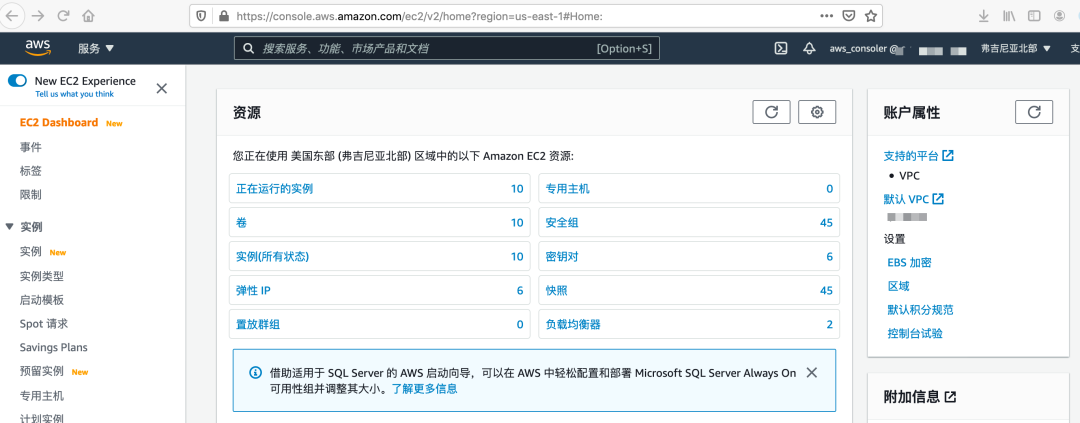 https://console.aws.amazon.com/ec2/v2/home?region=us-east-1#Home:
aws
服务
搜索服务、功能、市场产品和文档
[Option+S]
aws_consoler @
弗吉尼亚北部
支
New EC2 Experience
Tell us what you think
EC2 Dashboard New
事件
标签
限制
实例
实例 New
实例类型
启动模板
Spot 请求
Savings Plans
预留实例 New
专用主机
计划实例
资源
您正在使用 美国东部 (弗吉尼亚北部) 区域中的以下 Amazon EC2 资源:
正在运行的实例 10
专用主机 0
卷 10
安全组 45
实例(所有状态) 10
密钥对 6
弹性 IP 6
快照 45
置放群组 0
负载均衡器 2
借助适用于 SQL Server 的 AWS 启动向导，可以在 AWS 中轻松配置和部署 Microsoft SQL Server Always On
可用性组并调整其大小。了解更多信息
账户属性
支持的平台
• VPC
默认 VPC
设置
EBS 加密
区域
默认积分规范
控制台试验
附加信息